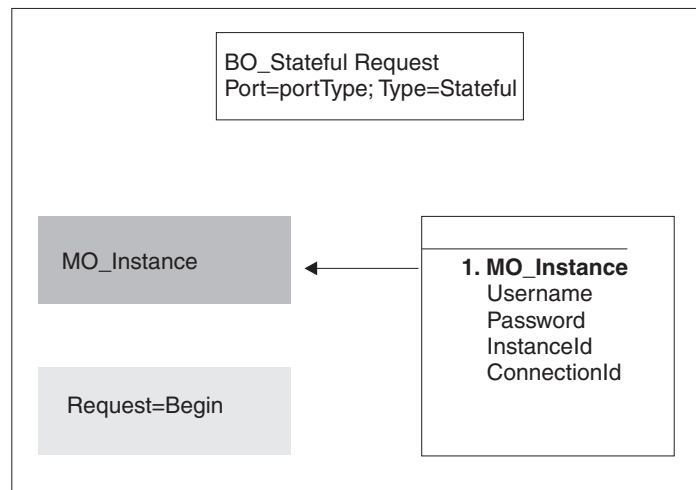 BO_Stateful Request
Port=portType; Type=Stateful
MO_Instance
1. MO_Instance
Username
Password
InstanceId
ConnectionId
Request=Begin